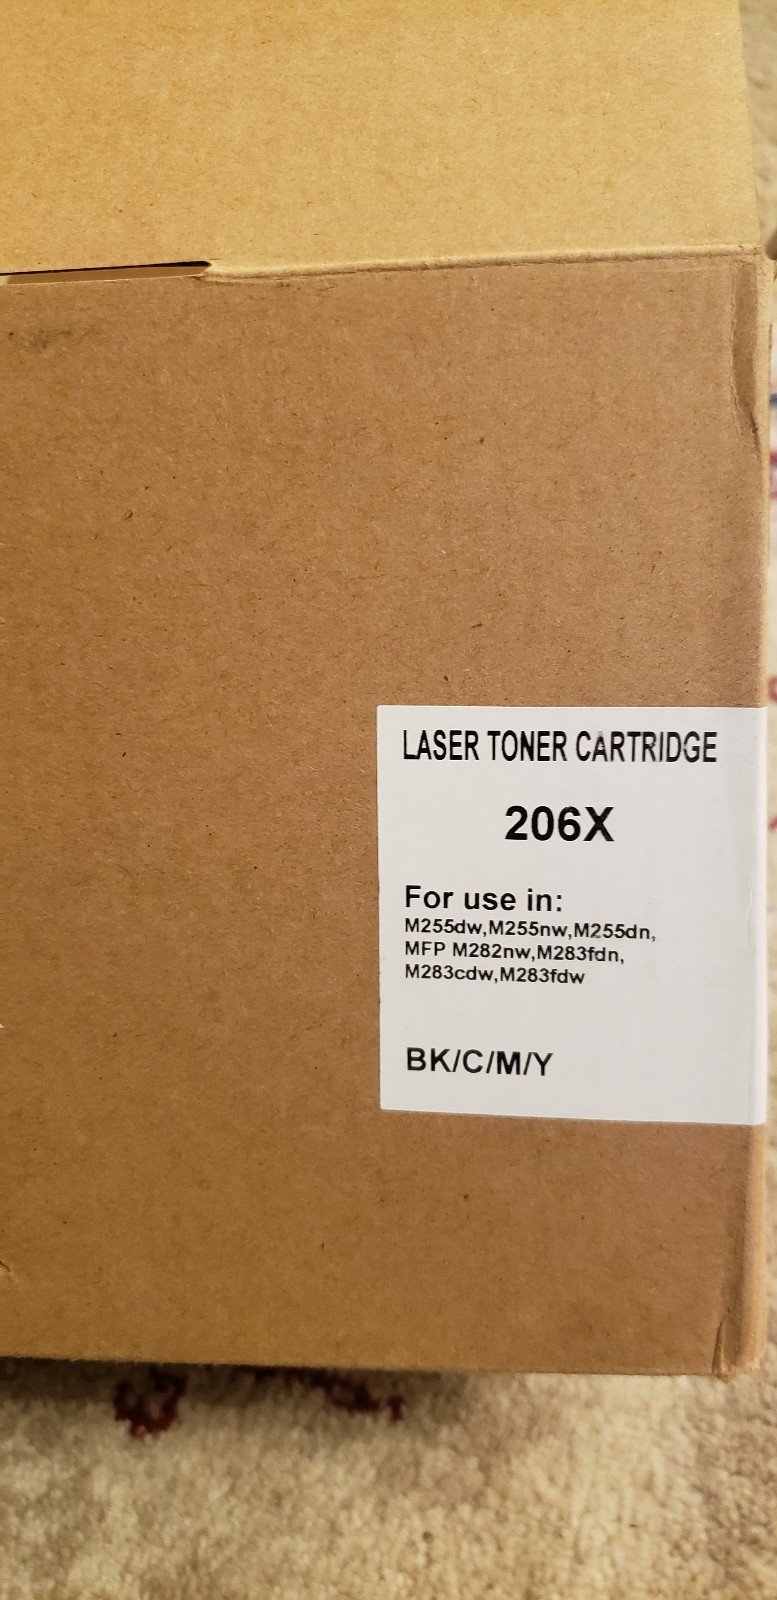 LASER TONER CARTRIDGE
206X
For use in:
M255dw,M255nw,M255dn,
MFP M282nw,M283fdn,
M283cdw,M283fdw
BK/C/M/Y